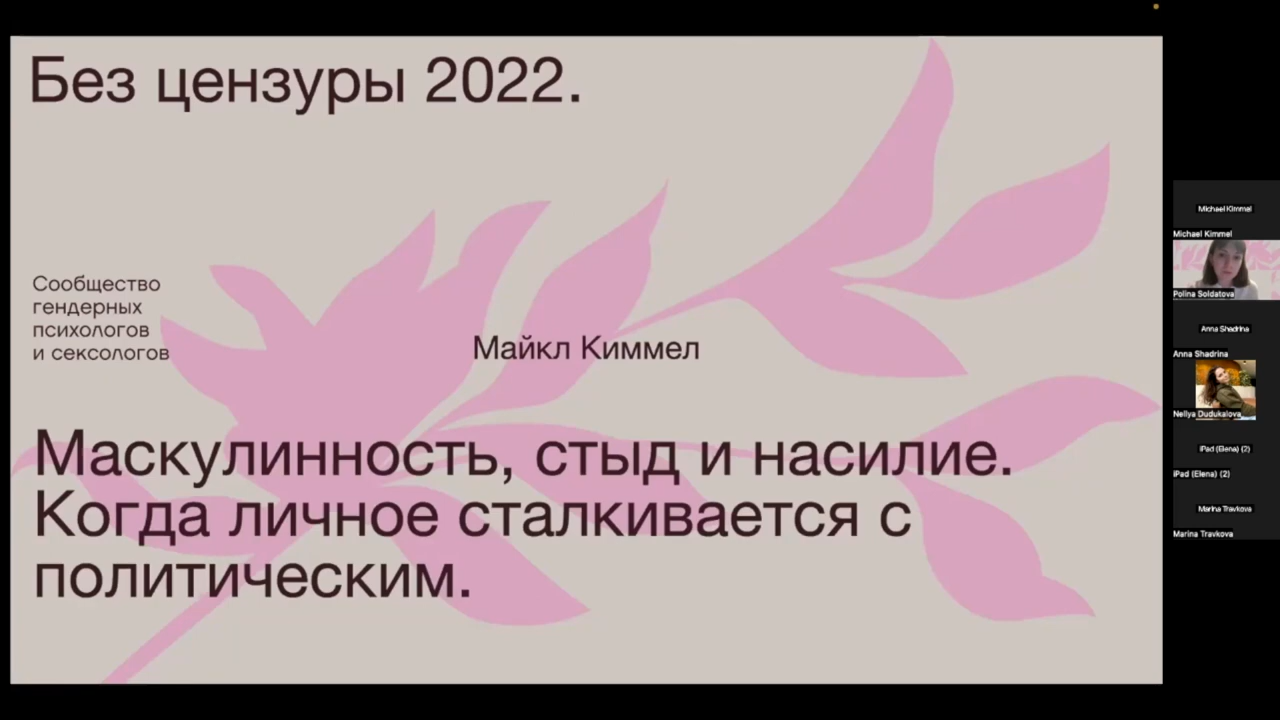 Без цензуры 2022.
Сообщество
гендерных
психологов
и сексологов
Майкл Киммел
Маскулинность, стыд и насилие.
Когда личное сталкивается с
политическим.
Michael Kimmel
Michael Kimmel
Polina Soldatova
Anna Shadrina
Anna Shadrina
Nellya Dudukalova
iPad (Elena) (2)
iPad (Elena) (2)
Marina Travkova
Marina Travkova